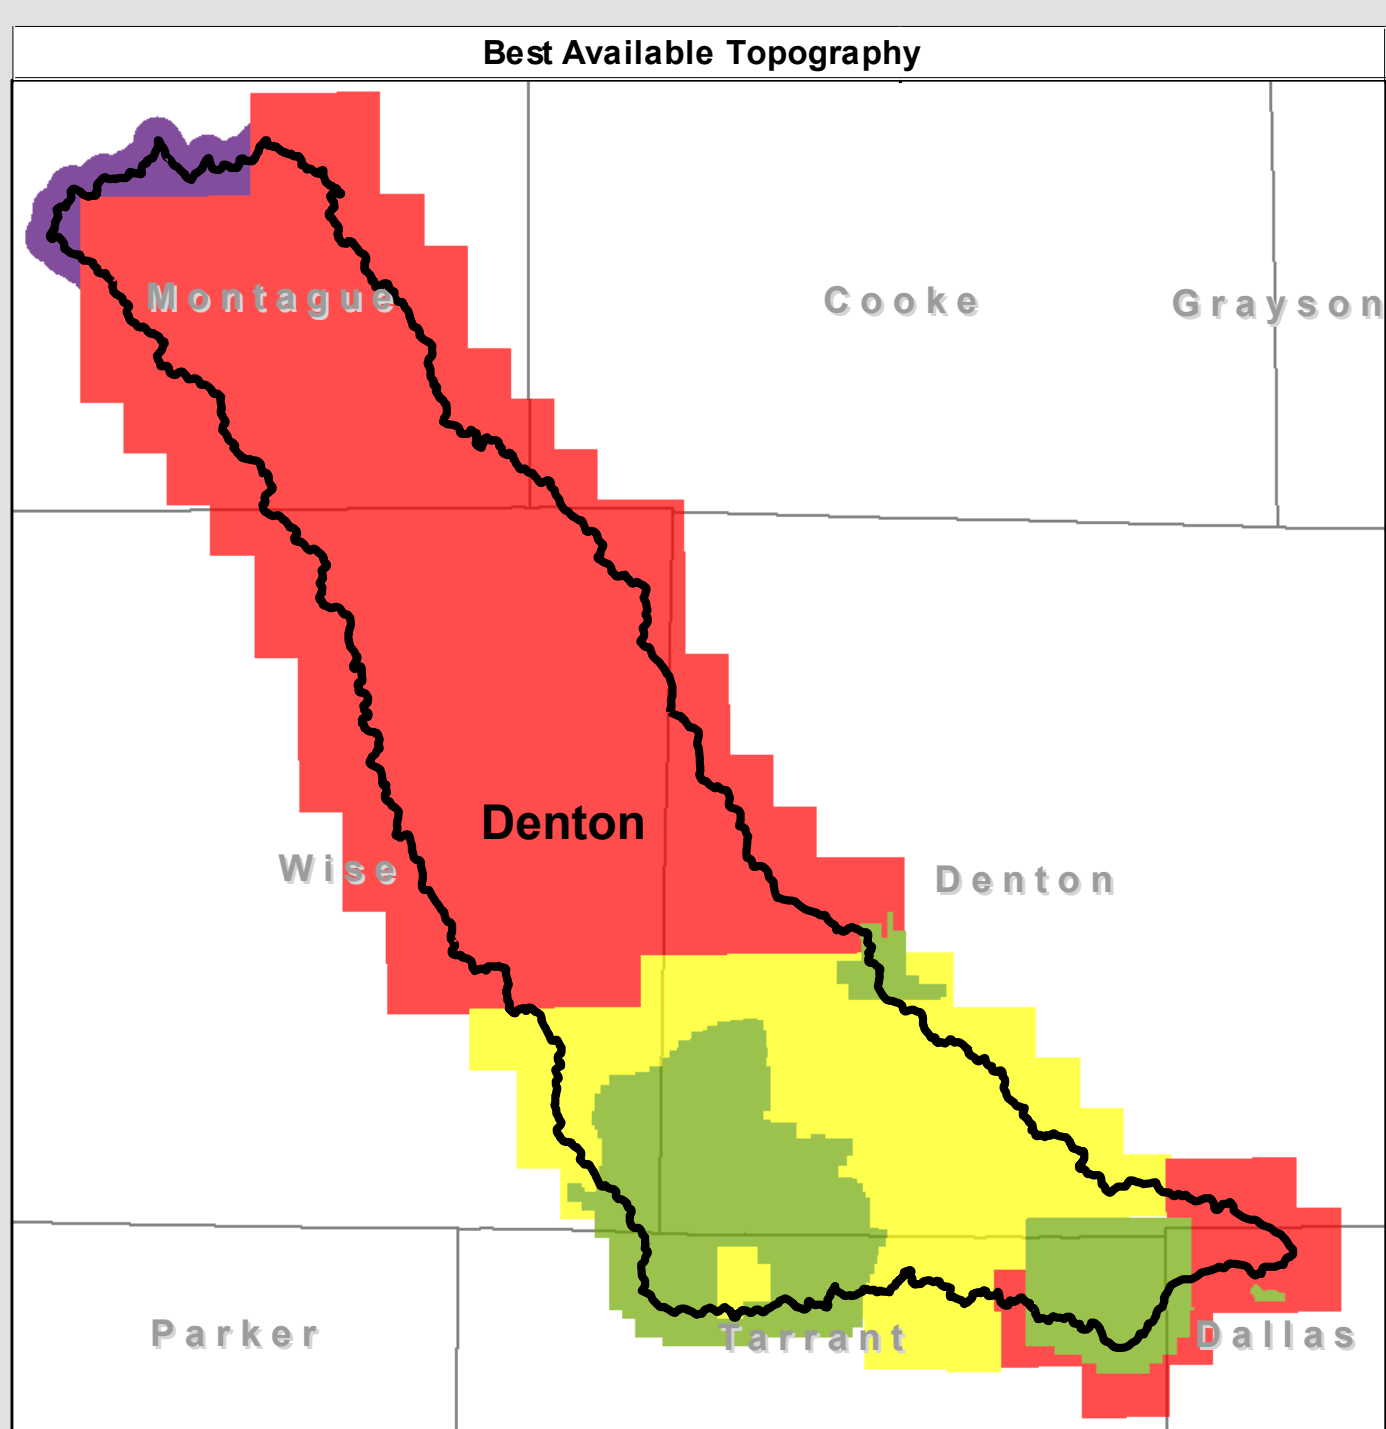 Best Available Topography
Montague
Cooke
Grayson
Denton
Wise
Denton
Parker
Tarrant
Dallas